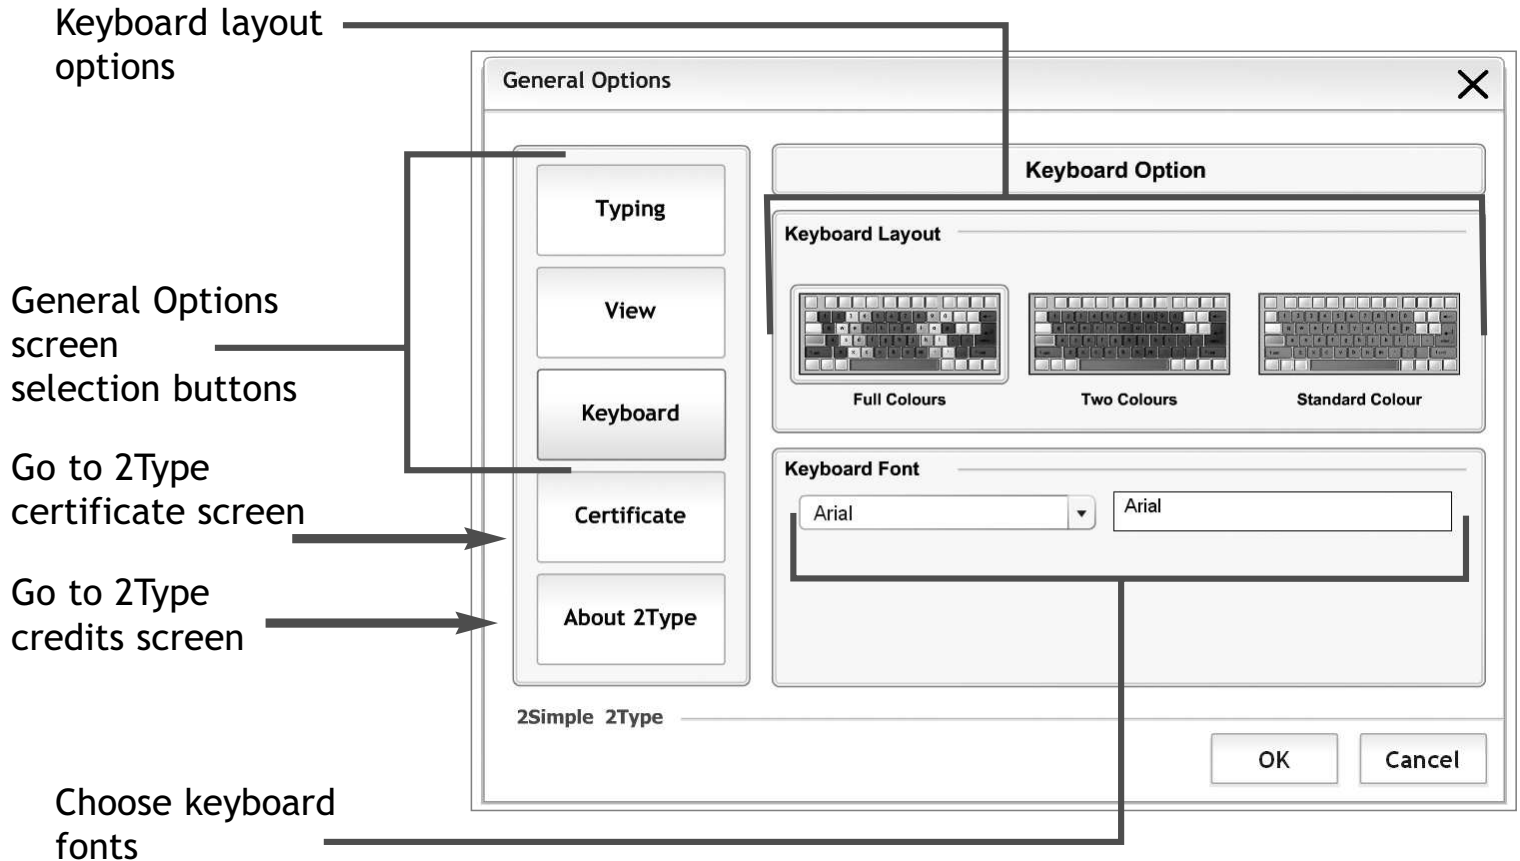 Keyboard layout
options
General Options
Keyboard Option
Typing
Keyboard Layout
View
General Options
screen
selection buttons
Full Colours
Two Colours
Standard Colour
Keyboard
Go to 2Type
certificate screen
Keyboard Font
Arial
Arial
Certificate
Go to 2Type
credits screen
About 2Type
2Simple 2Type
OK
Cancel
Choose keyboard
fonts